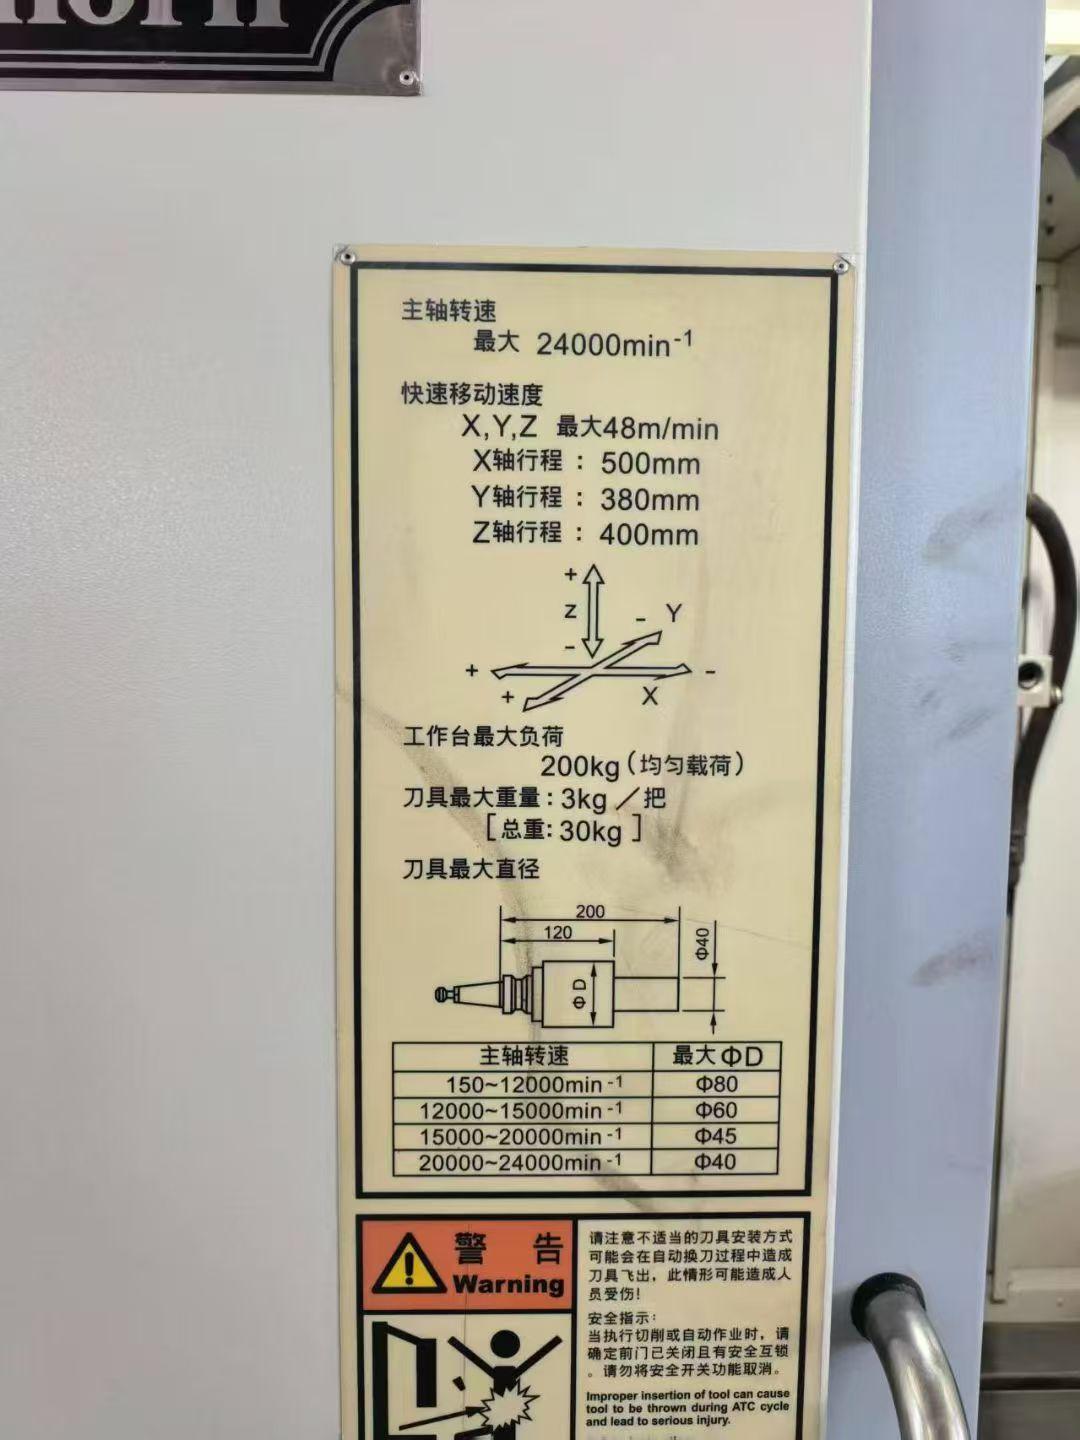 主轴转速
最大 24000min-1
快速移动速度
X,Y,Z 最大48m/min
X轴行程：500mm
Y轴行程：380mm
Z轴行程：400mm
+
Z
-
- Y
+ -
+ X
工作台最大负荷
200kg（均匀载荷）
刀具最大重量：3kg／把
［总重：30kg］
刀具最大直径
200
120
Φ40
ΦD
主轴转速 最大ΦD
150~12000min-1 Φ80
12000~15000min-1 Φ60
15000~20000min-1 Φ45
20000~24000min-1 Φ40
警 告
Warning
请注意不适当的刀具安装方式
可能会在自动换刀过程中造成
刀具飞出，此情形可能造成人
员受伤！
安全指示：
当执行切削或自动作业时，请
确定前门已关闭且有安全互锁
。请勿将安全开关功能取消。
Improper insertion of tool can cause
tool to be thrown during ATC cycle
and lead to serious injury.